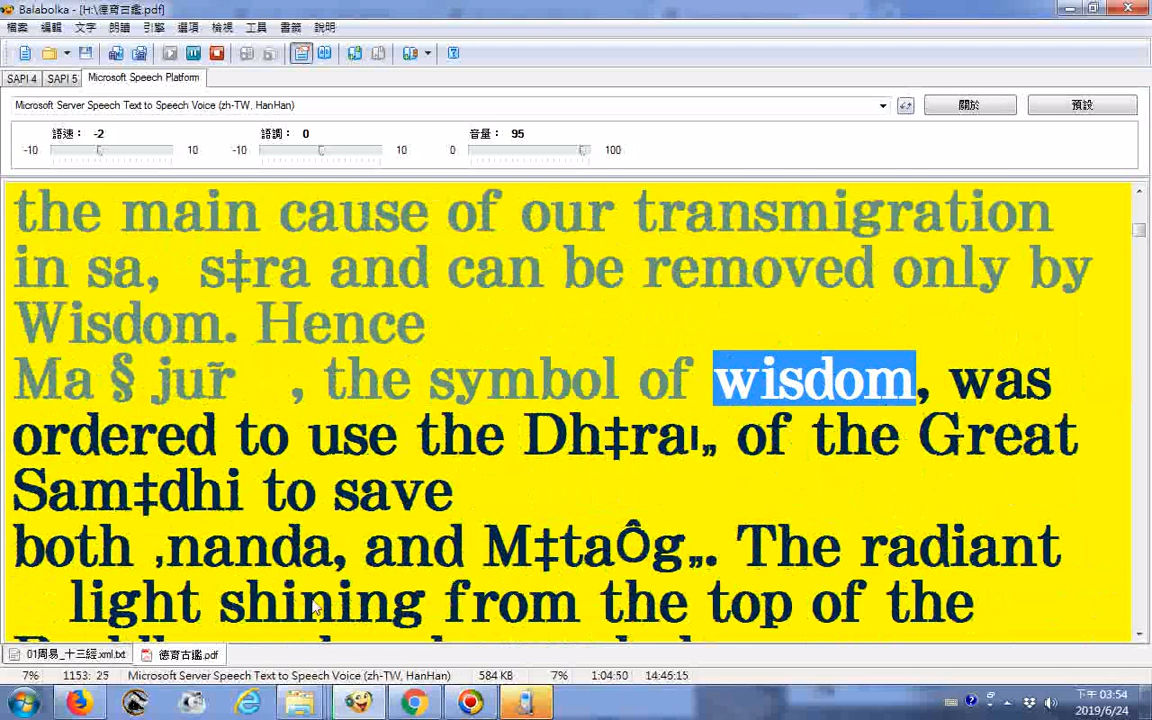 Balabolka - [H:\德育古鑑.pdf]
檔案 編輯 文字 朗讀 引擎 選項 檢視 工具 書籤 說明
SAPI 4 SAPI 5 Microsoft Speech Platform
Microsoft Server Speech Text to Speech Voice (zh-TW, HanHan) 關於 預設
語速： -2 語調： 0 音量： 95
-10 10 -10 10 0 100
the main cause of our transmigration
in sa, s‡ra and can be removed only by
Wisdom. Hence
Ma § jur̃ , the symbol of wisdom, was
ordered to use the Dh‡raı„ of the Great
Sam‡dhi to save
both ‚nanda, and M‡taÔg„. The radiant
light shining from the top of the
01周易_十三經.xml.txt 德育古鑑.pdf
7% 1153: 25 Microsoft Server Speech Text to Speech Voice (zh-TW, HanHan) 584 KB 7% 1:04:50 14:45:15
下午 03:54
2019/6/24